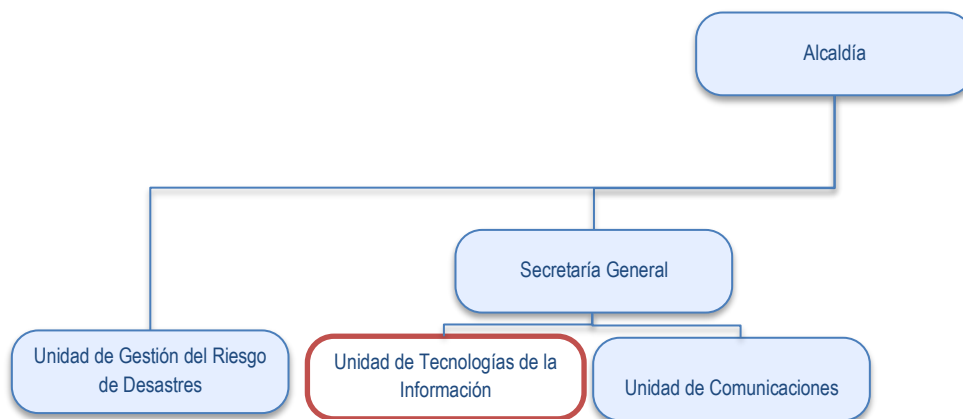 Alcaldía
Secretaría General
Unidad de Gestión del Riesgo
de Desastres
Unidad de Tecnologías de la
Información
Unidad de Comunicaciones